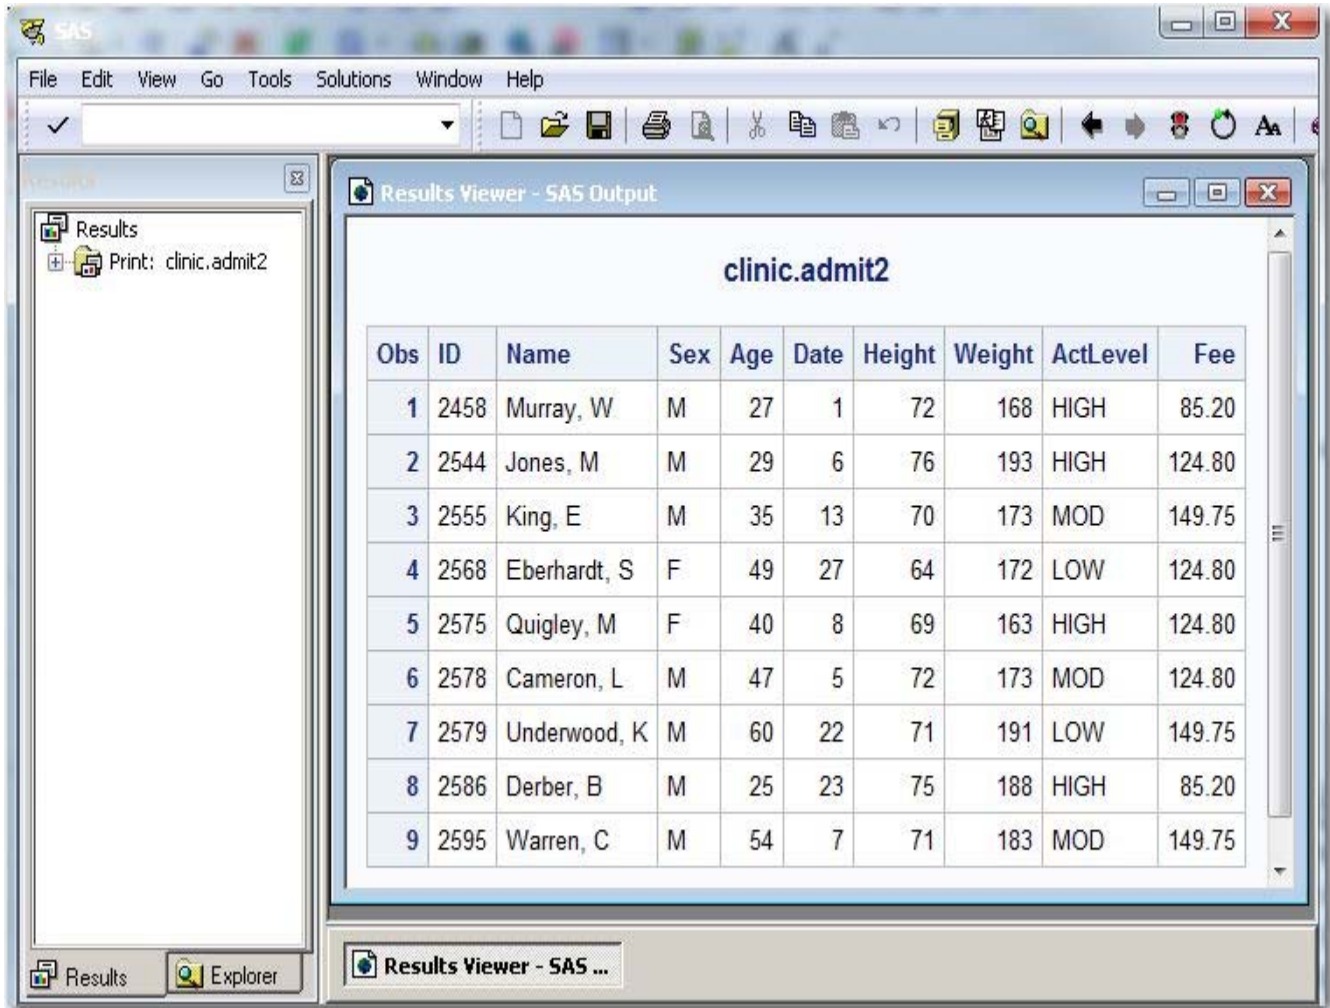 SAS
File Edit View Go Tools Solutions Window Help
Results
Results Viewer - SAS Output
Results
Print: clinic.admit2
clinic.admit2
Obs ID Name Sex Age Date Height Weight ActLevel Fee
1 2458 Murray, W M 27 1 72 168 HIGH 85.20
2 2544 Jones, M M 29 6 76 193 HIGH 124.80
3 2555 King, E M 35 13 70 173 MOD 149.75
4 2568 Eberhardt, S F 49 27 64 172 LOW 124.80
5 2575 Quigley, M F 40 8 69 163 HIGH 124.80
6 2578 Cameron, L M 47 5 72 173 MOD 124.80
7 2579 Underwood, K M 60 22 71 191 LOW 149.75
8 2586 Derber, B M 25 23 75 188 HIGH 85.20
9 2595 Warren, C M 54 7 71 183 MOD 149.75
Results Explorer
Results Viewer - SAS ...